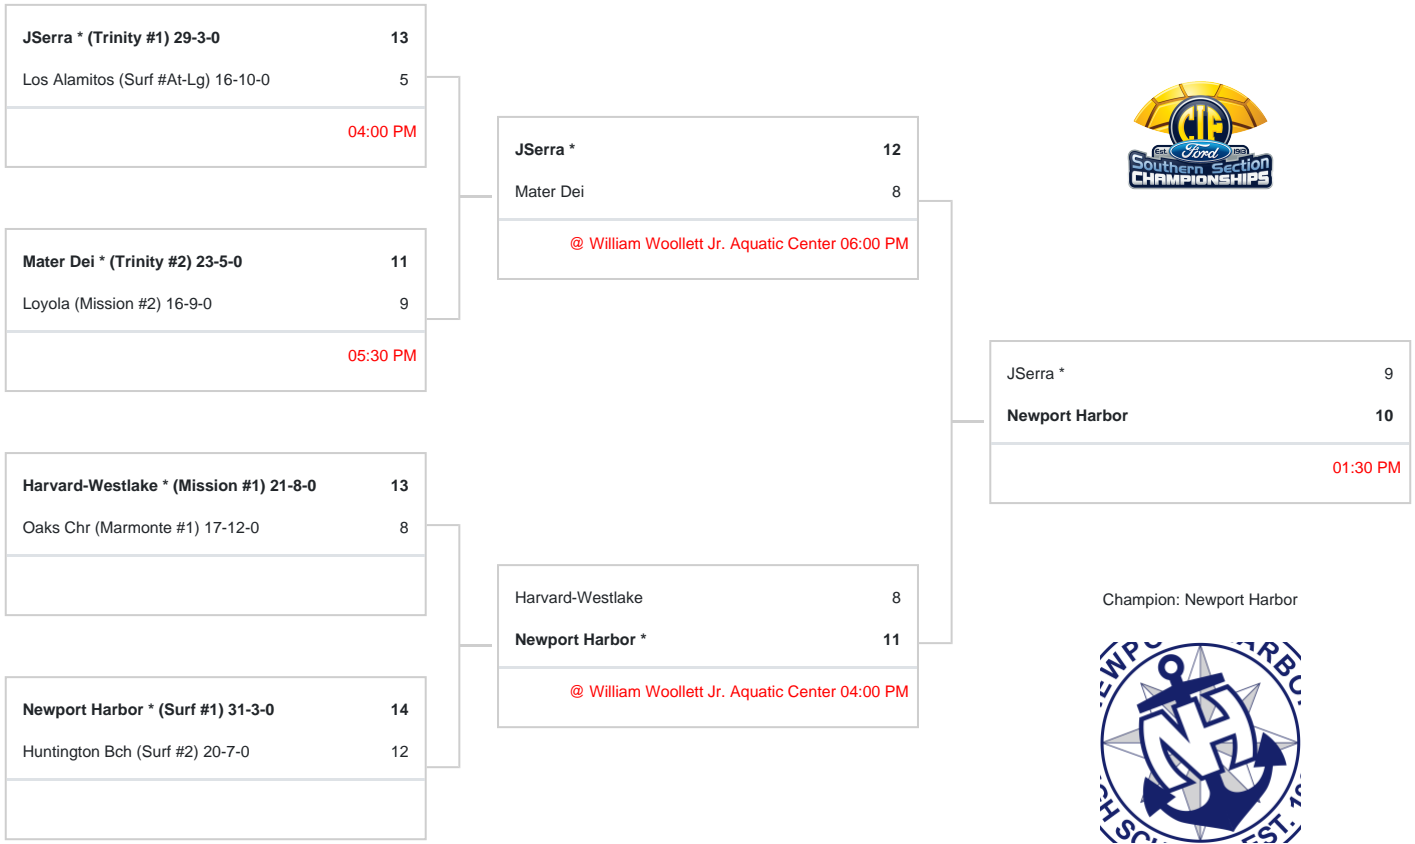 JSerra * (Trinity #1) 29-3-0 13
Los Alamitos (Surf #At-Lg) 16-10-0 5
04:00 PM
Mater Dei * (Trinity #2) 23-5-0 11
Loyola (Mission #2) 16-9-0 9
05:30 PM
Harvard-Westlake * (Mission #1) 21-8-0 13
Oaks Chr (Marmonte #1) 17-12-0 8
Newport Harbor * (Surf #1) 31-3-0 14
Huntington Bch (Surf #2) 20-7-0 12
JSerra * 12
Mater Dei 8
@ William Woollett Jr. Aquatic Center 06:00 PM
Harvard-Westlake 8
Newport Harbor * 11
@ William Woollett Jr. Aquatic Center 04:00 PM
CIF
Est. Ford 1913
Southern Section
CHAMPIONSHIPS
JSerra * 9
Newport Harbor 10
01:30 PM
Champion: Newport Harbor
NH
EST.